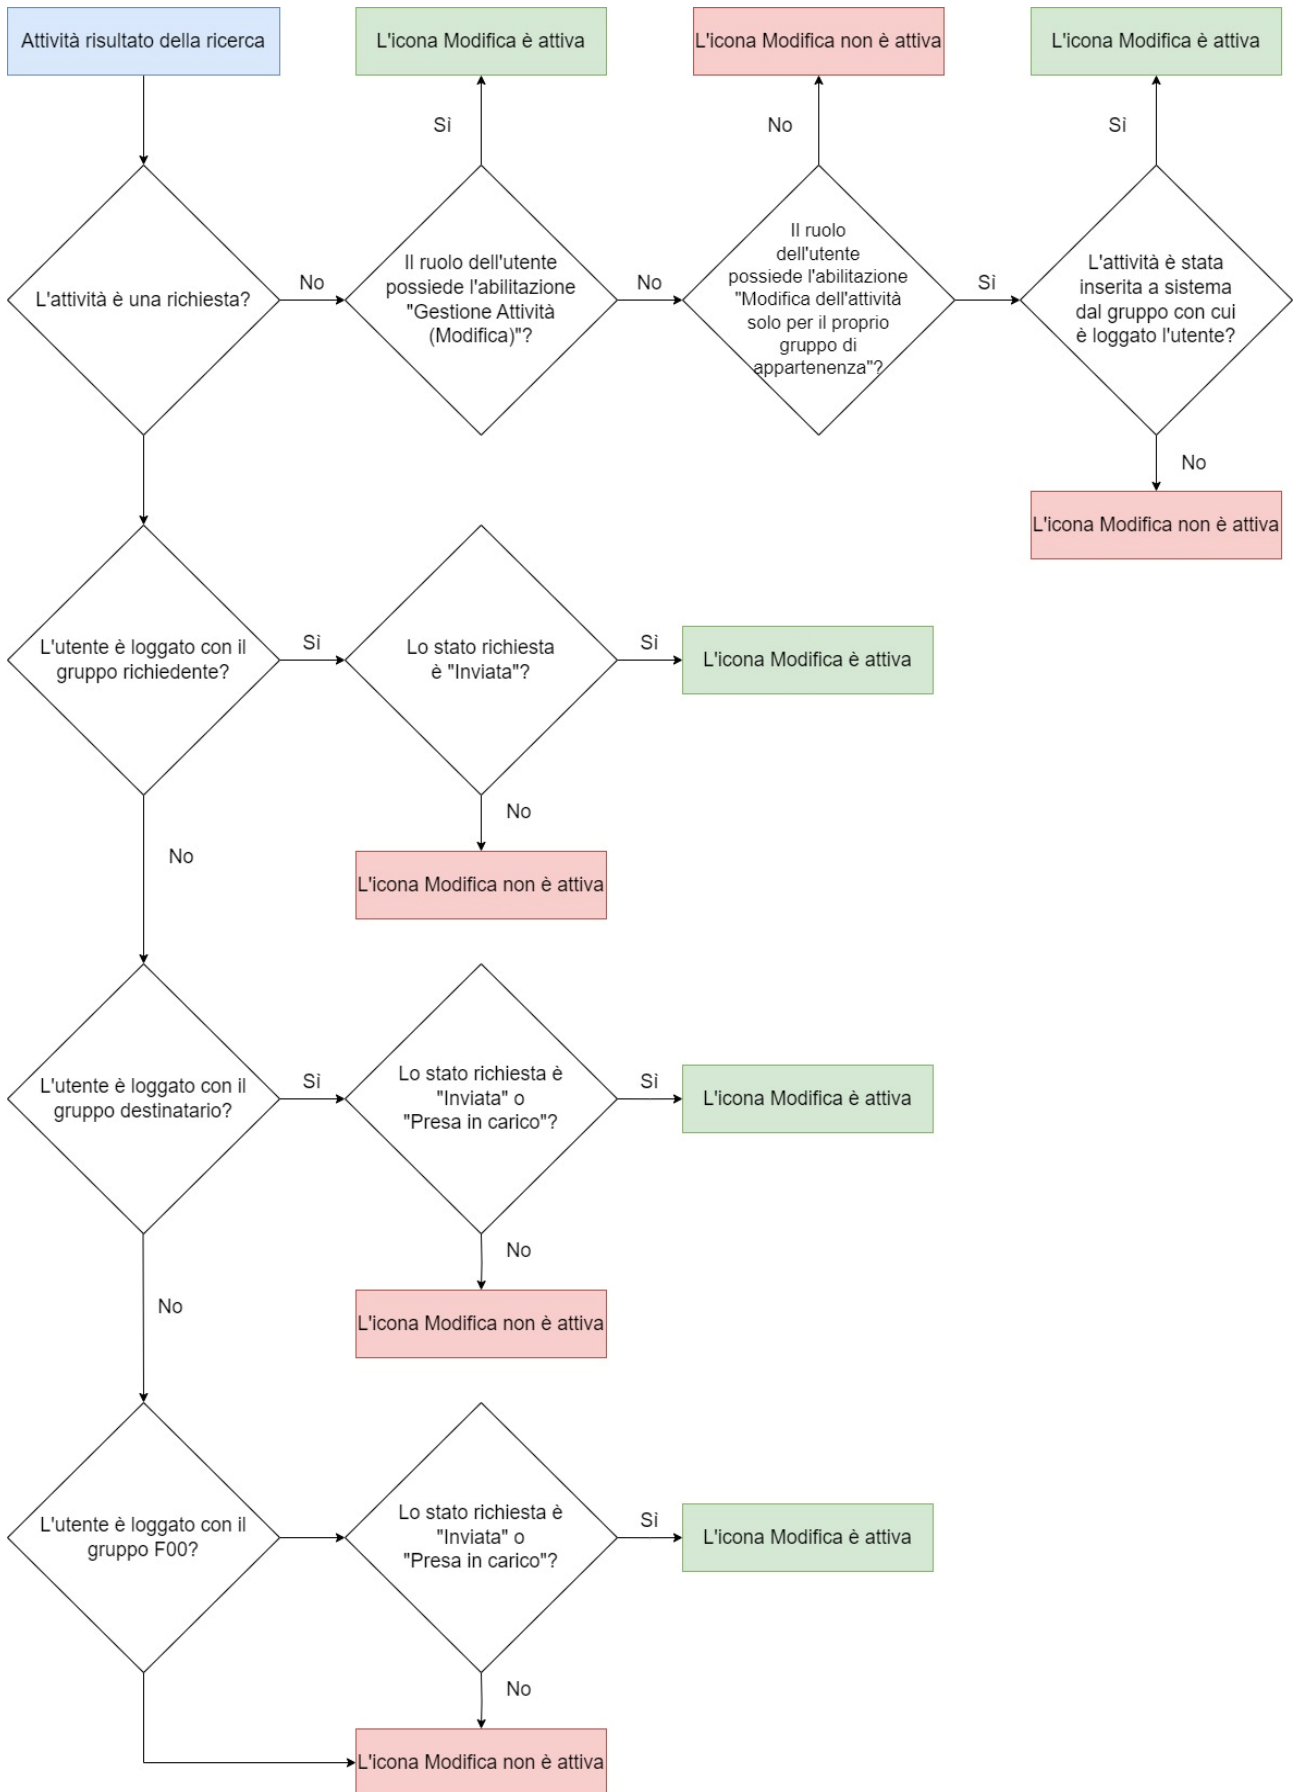 Attività risultato della ricerca
L'icona Modifica è attiva
L'icona Modifica non è attiva
L'icona Modifica è attiva
Sì
No
Sì
L'attività è una richiesta?
No
Il ruolo dell'utente
possiede l'abilitazione
"Gestione Attività
(Modifica)"?
No
Il ruolo
dell'utente
possiede l'abilitazione
"Modifica dell'attività
solo per il proprio
gruppo di
appartenenza"?
Sì
L'attività è stata
inserita a sistema
dal gruppo con cui
è loggato l'utente?
No
L'icona Modifica non è attiva
L'utente è loggato con il
gruppo richiedente?
Sì
Lo stato richiesta
è "Inviata"?
Sì
L'icona Modifica è attiva
No
No
L'icona Modifica non è attiva
L'utente è loggato con il
gruppo destinatario?
Sì
Lo stato richiesta è
"Inviata" o
"Presa in carico"?
Sì
L'icona Modifica è attiva
No
No
L'icona Modifica non è attiva
L'utente è loggato con il
gruppo F00?
Lo stato richiesta è
"Inviata" o
"Presa in carico"?
Sì
L'icona Modifica è attiva
No
L'icona Modifica non è attiva